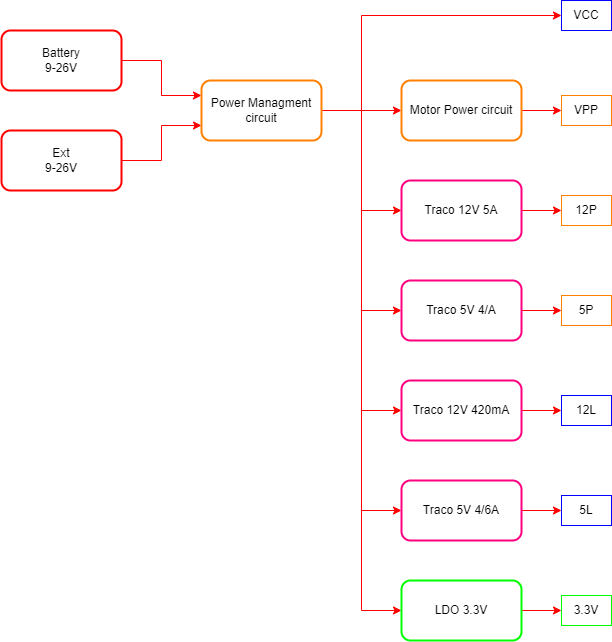 VCC
Battery
9-26V
Power Managment
circuit
Motor Power circuit
VPP
Ext
9-26V
Traco 12V 5A
12P
Traco 5V 4/A
5P
Traco 12V 420mA
12L
Traco 5V 4/6A
5L
LDO 3.3V
3.3V